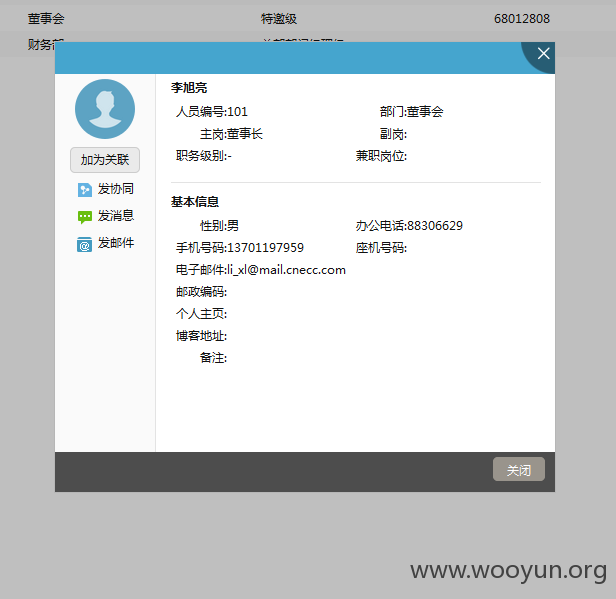 董事会 特邀级 68012808
财务部
李旭亮
人员编号:101 部门:董事会
主岗:董事长 副岗:
职务级别:- 兼职岗位:
加为关联
发协同
发消息
发邮件
基本信息
性别:男 办公电话:88306629
手机号码:13701197959 座机号码:
电子邮件:li_xl@mail.cnecc.com
邮政编码:
个人主页:
博客地址:
备注:
关闭
www.wooyun.org